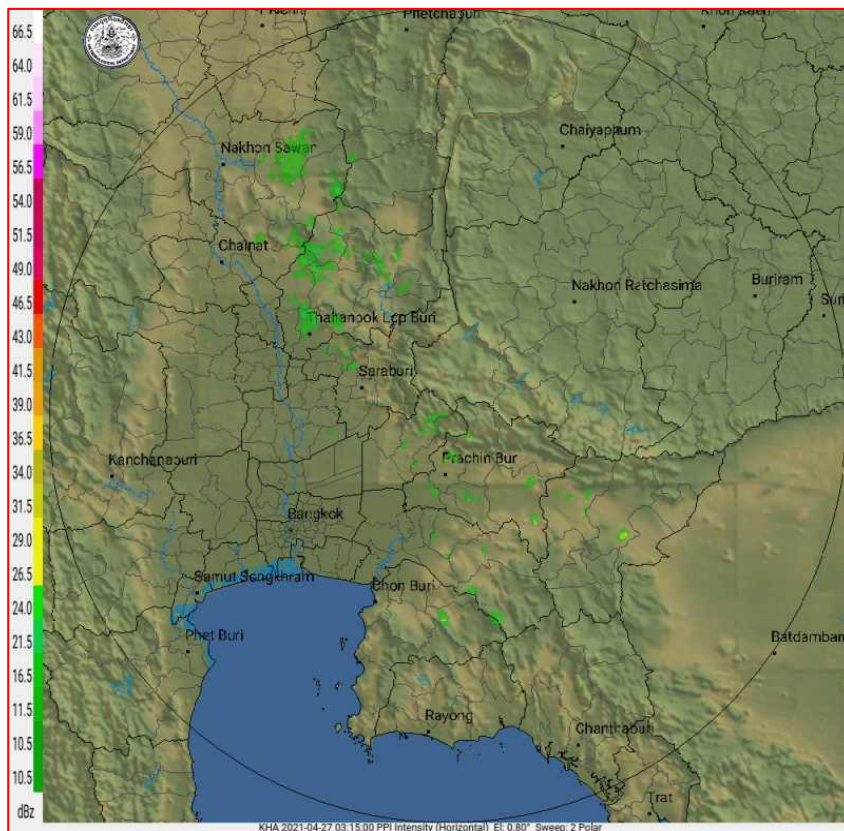 Phetchabun
66.5
64.0
61.5
59.0
56.5
54.0
51.5
49.0
46.5
43.0
41.5
39.0
36.5
34.0
31.5
29.0
26.5
24.0
21.5
16.5
11.5
10.5
10.5
dBz
Chaiyaphum
Nakhon Sawan
Chainat
Nakhon Ratchasima
Buriram
Suri
Thahanbok Lop Buri
Saraburi
Kanchanaburi
Prachin Bur
Bangkok
Samut Songkhram
Chon Buri
Phet Buri
Batdamban
Rayong
Chanthaburi
Trat
KHA 2021-04-27 03:15:00 PPI Intensity (Horizontal) El: 0.80° Sweep: 2 Polar